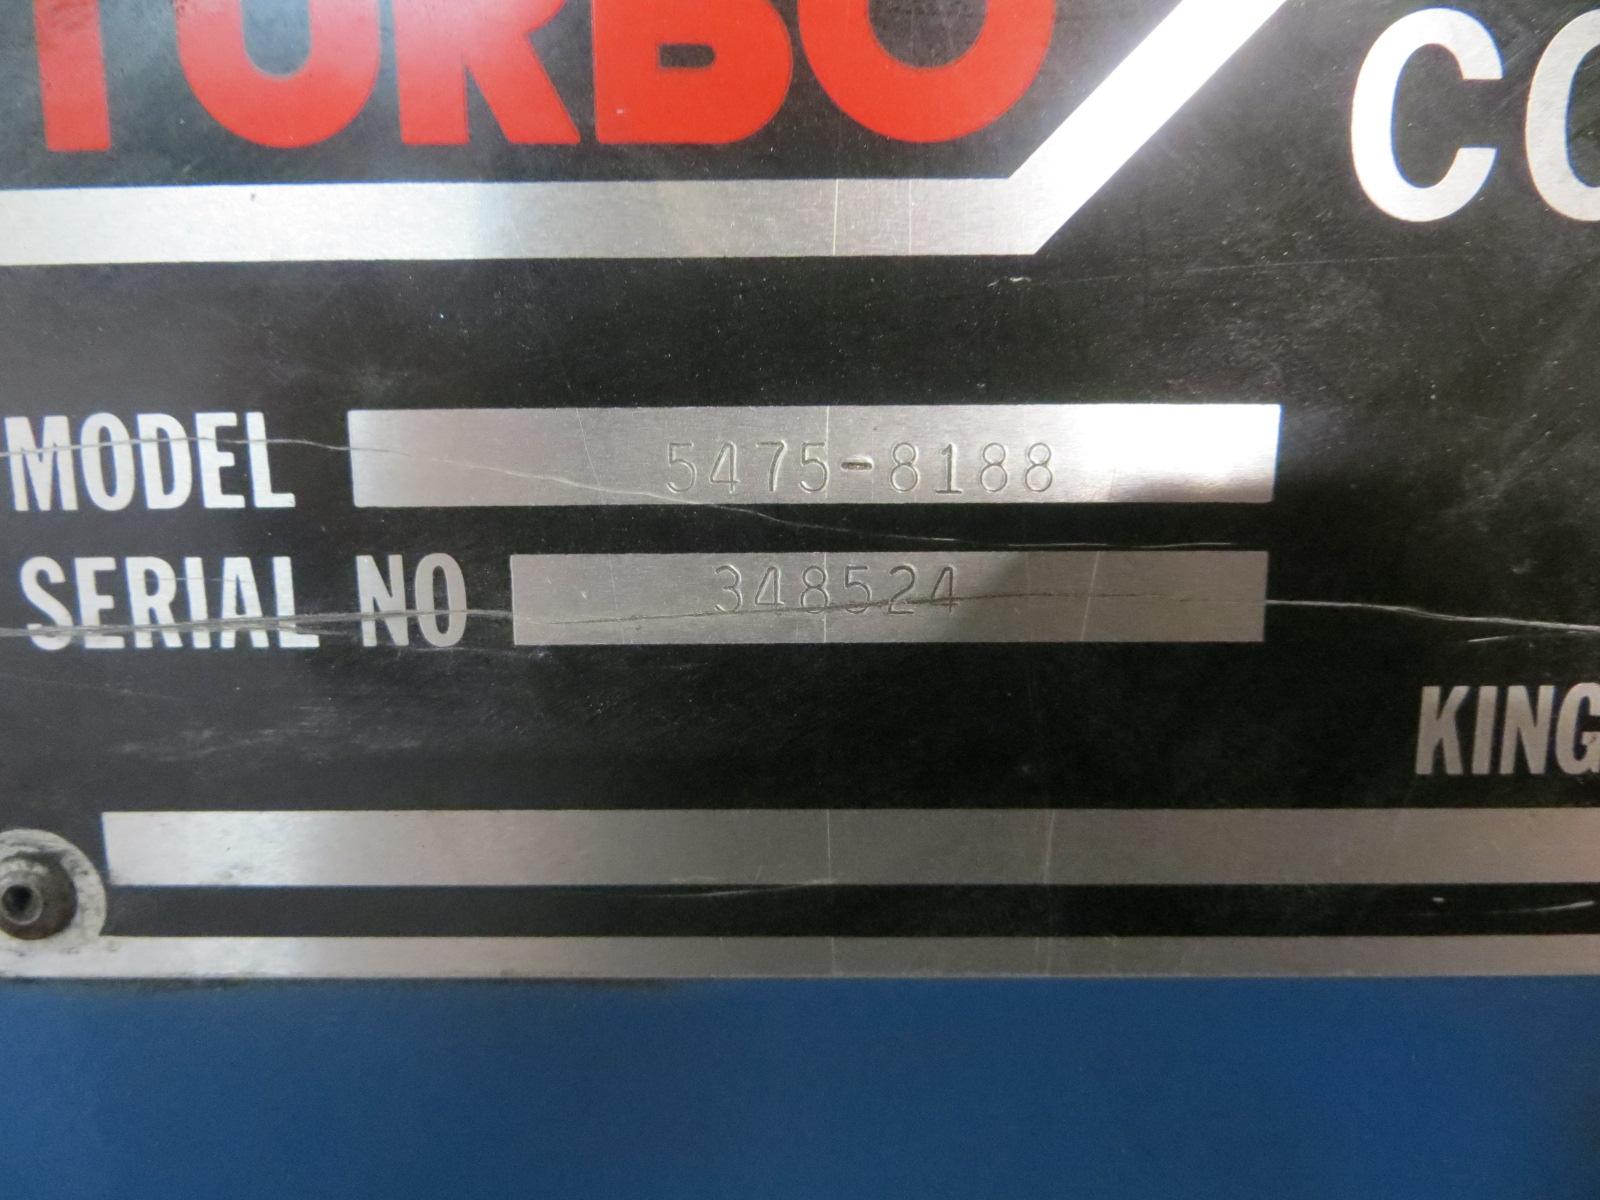 TURBO
CO
MODEL 5475-8188
SERIAL NO 348524
KING